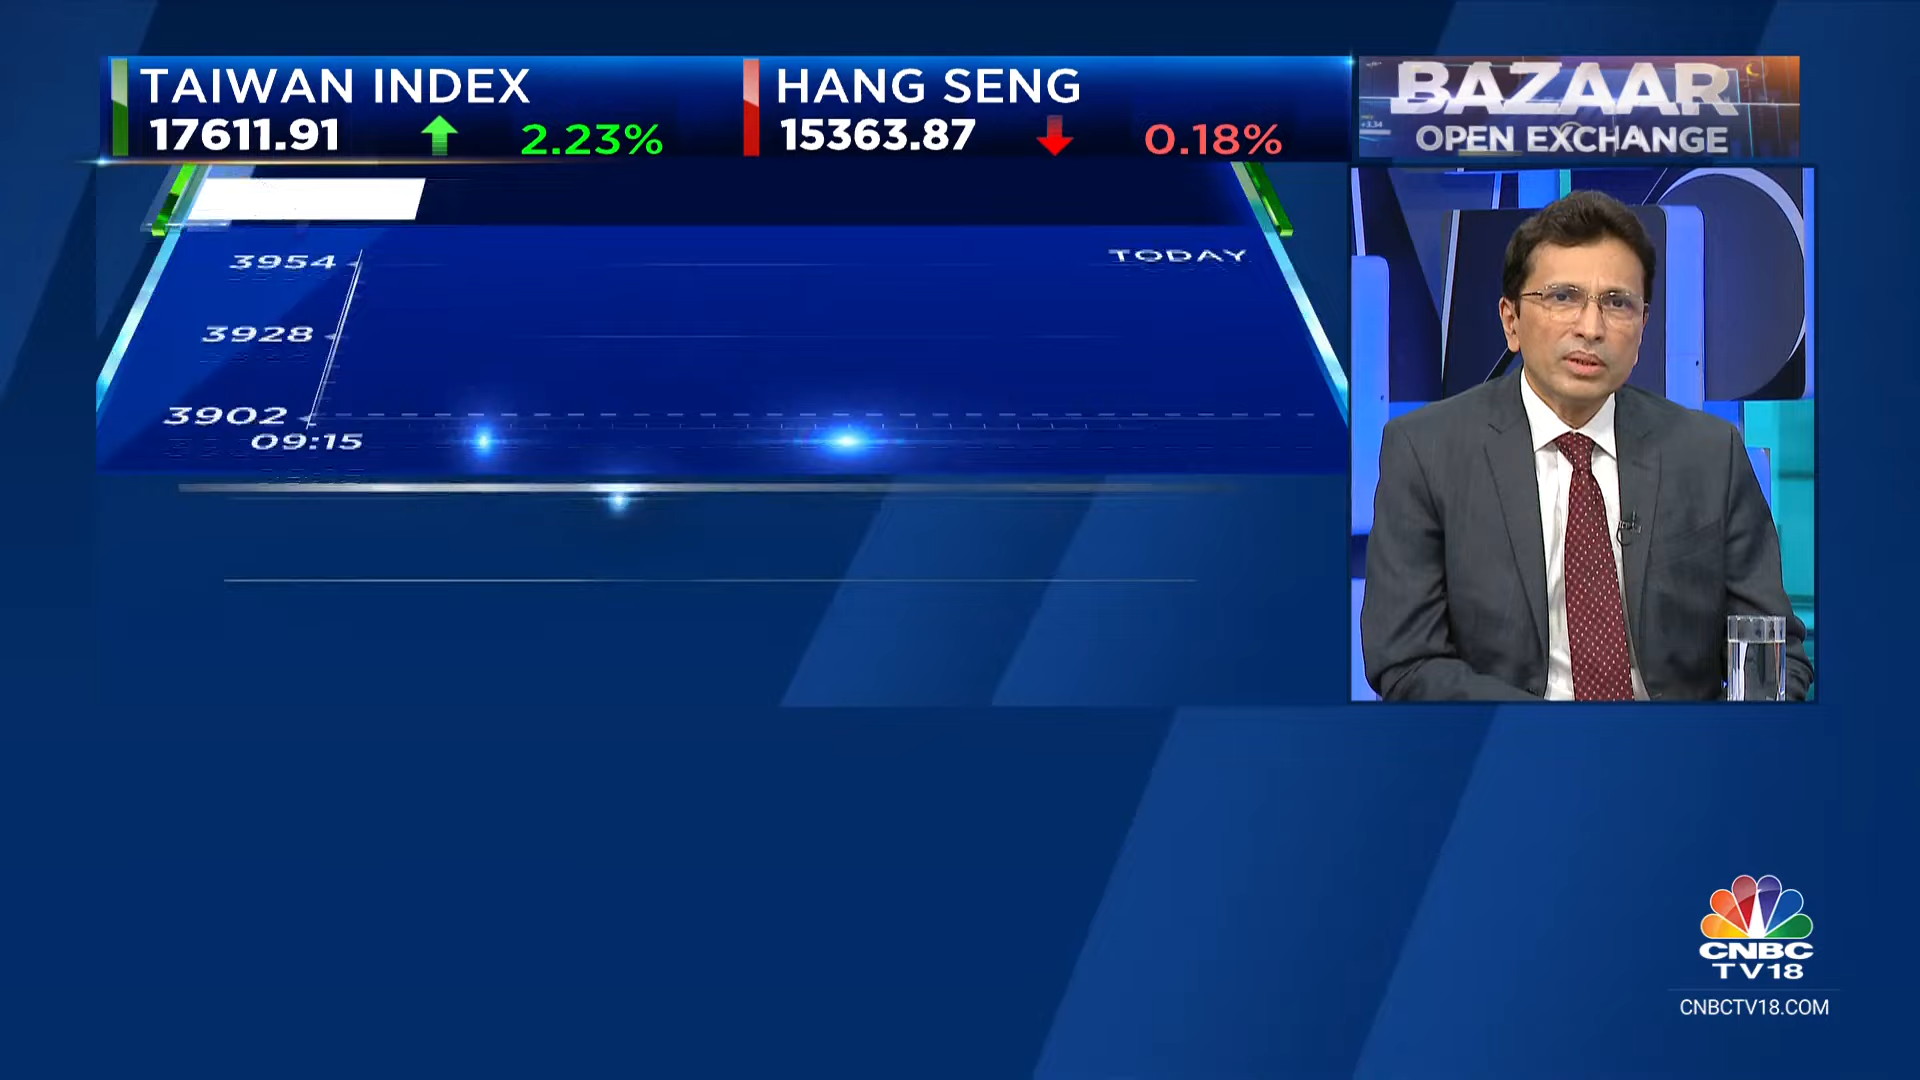 TAIWAN INDEX
17611.91 2.23%
HANG SENG
15363.87 0.18%
BAZAAR
OPEN EXCHANGE
TODAY
3954
3928
3902
09:15
CNBC
TV18
CNBCTV18.COM